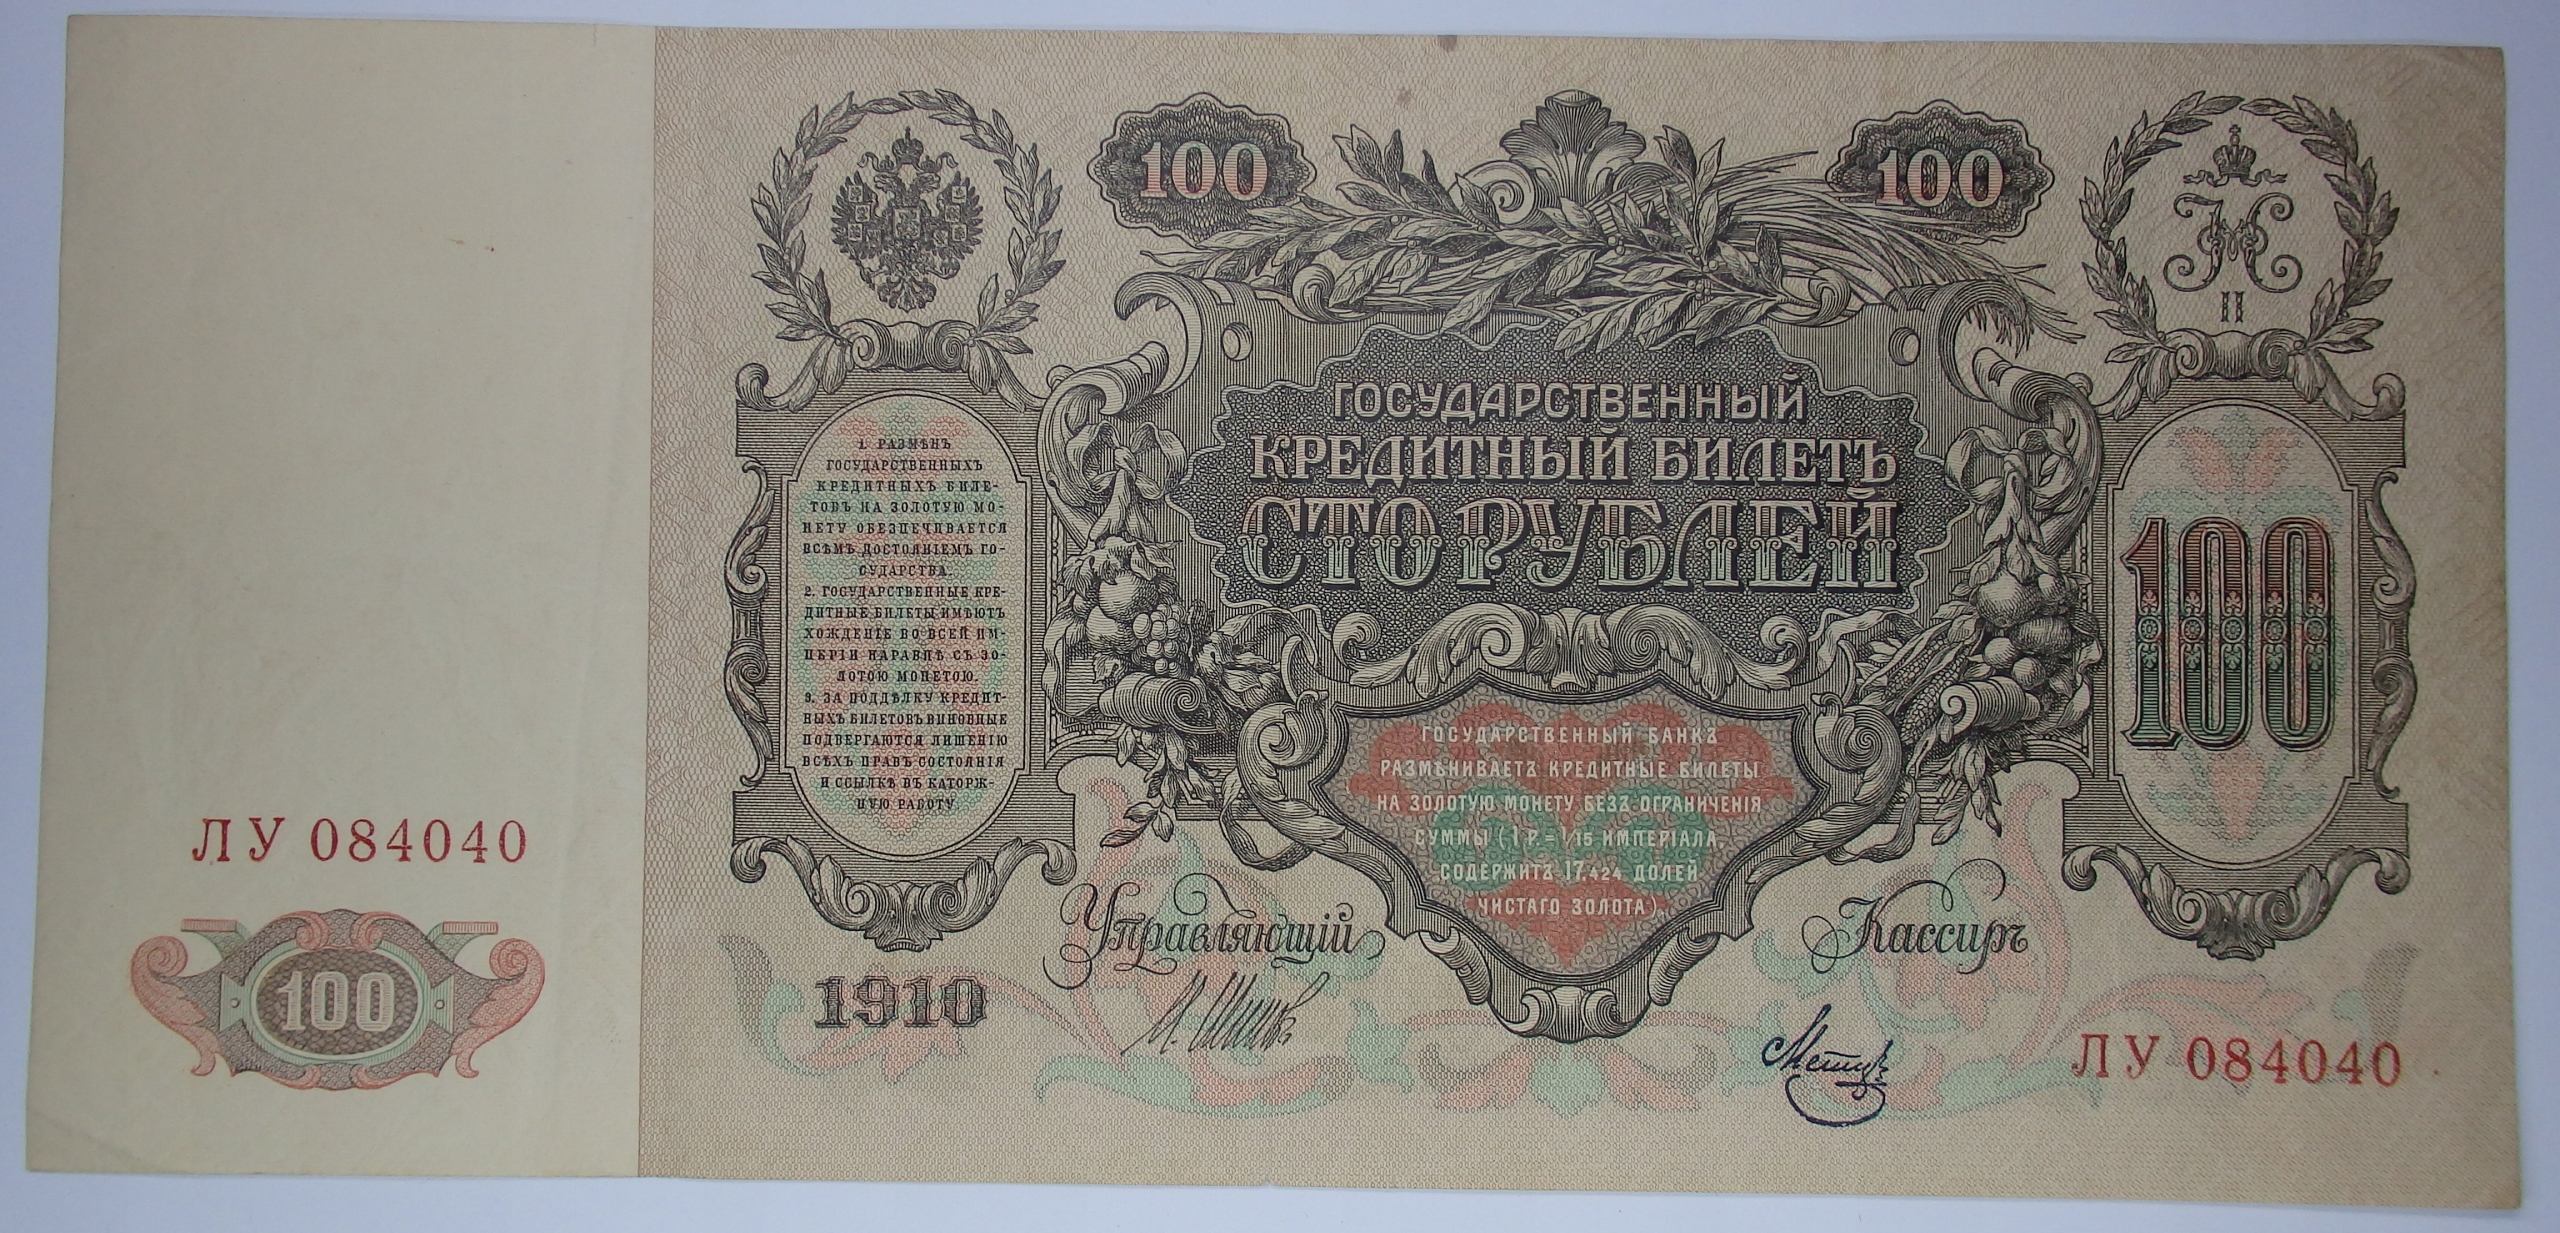 100
100
II
ГОСУДАРСТВЕННЫЙ
КРЕДИТНЫЙ БИЛЕТЪ
СТО РУБЛЕЙ
1. РАЗМѢНЪ
ГОСУДАРСТВЕННЫХЪ
КРЕДИТНЫХЪ БИЛЕ-
ТОВЪ НА ЗОЛОТУЮ МО-
НЕТУ ОБЕЗПЕЧИВАЕТСЯ
ВСѢМЪ ДОСТОЯНІЕМЪ ГО-
СУДАРСТВА.
2. ГОСУДАРСТВЕННЫЕ КРЕ-
ДИТНЫЕ БИЛЕТЫ ИМѢЮТЪ
ХОЖДЕНІЕ ВО ВСЕЙ ИМ-
ПЕРІИ НАРАВНѢ СЪ ЗО-
ЛОТОЮ МОНЕТОЮ.
3. ЗА ПОДДѢЛКУ КРЕДИТ-
НЫХЪ БИЛЕТОВЪ ВИНОВНЫЕ
ПОДВЕРГАЮТСЯ ЛИШЕНІЮ
ВСѢХЪ ПРАВЪ СОСТОЯНІЯ
И ССЫЛКѢ ВЪ КАТОРЖ-
НУЮ РАБОТУ
100
ГОСУДАРСТВЕННЫЙ БАНКЪ
РАЗМѢНИВАЕТЪ КРЕДИТНЫЕ БИЛЕТЫ
НА ЗОЛОТУЮ МОНЕТУ БЕЗЪ ОГРАНИЧЕНІЯ
СУММЫ (1 Р. = 1/15 ИМПЕРІАЛА,
СОДЕРЖИТЪ 17,424 ДОЛЕЙ
ЧИСТАГО ЗОЛОТА).
ЛУ 084040
100
1910
Управляющій
И. Шипов
Кассиръ
ЛУ 084040